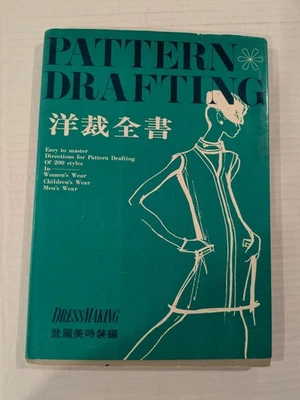 PATTERN
DRAFTING
洋裁全書
Easy to master
Directions for Pattern Drafting
Of 200 styles
In
Women's Wear
Children's Wear
Men's Wear
DRESSMAKING
登麗美時裝鐫